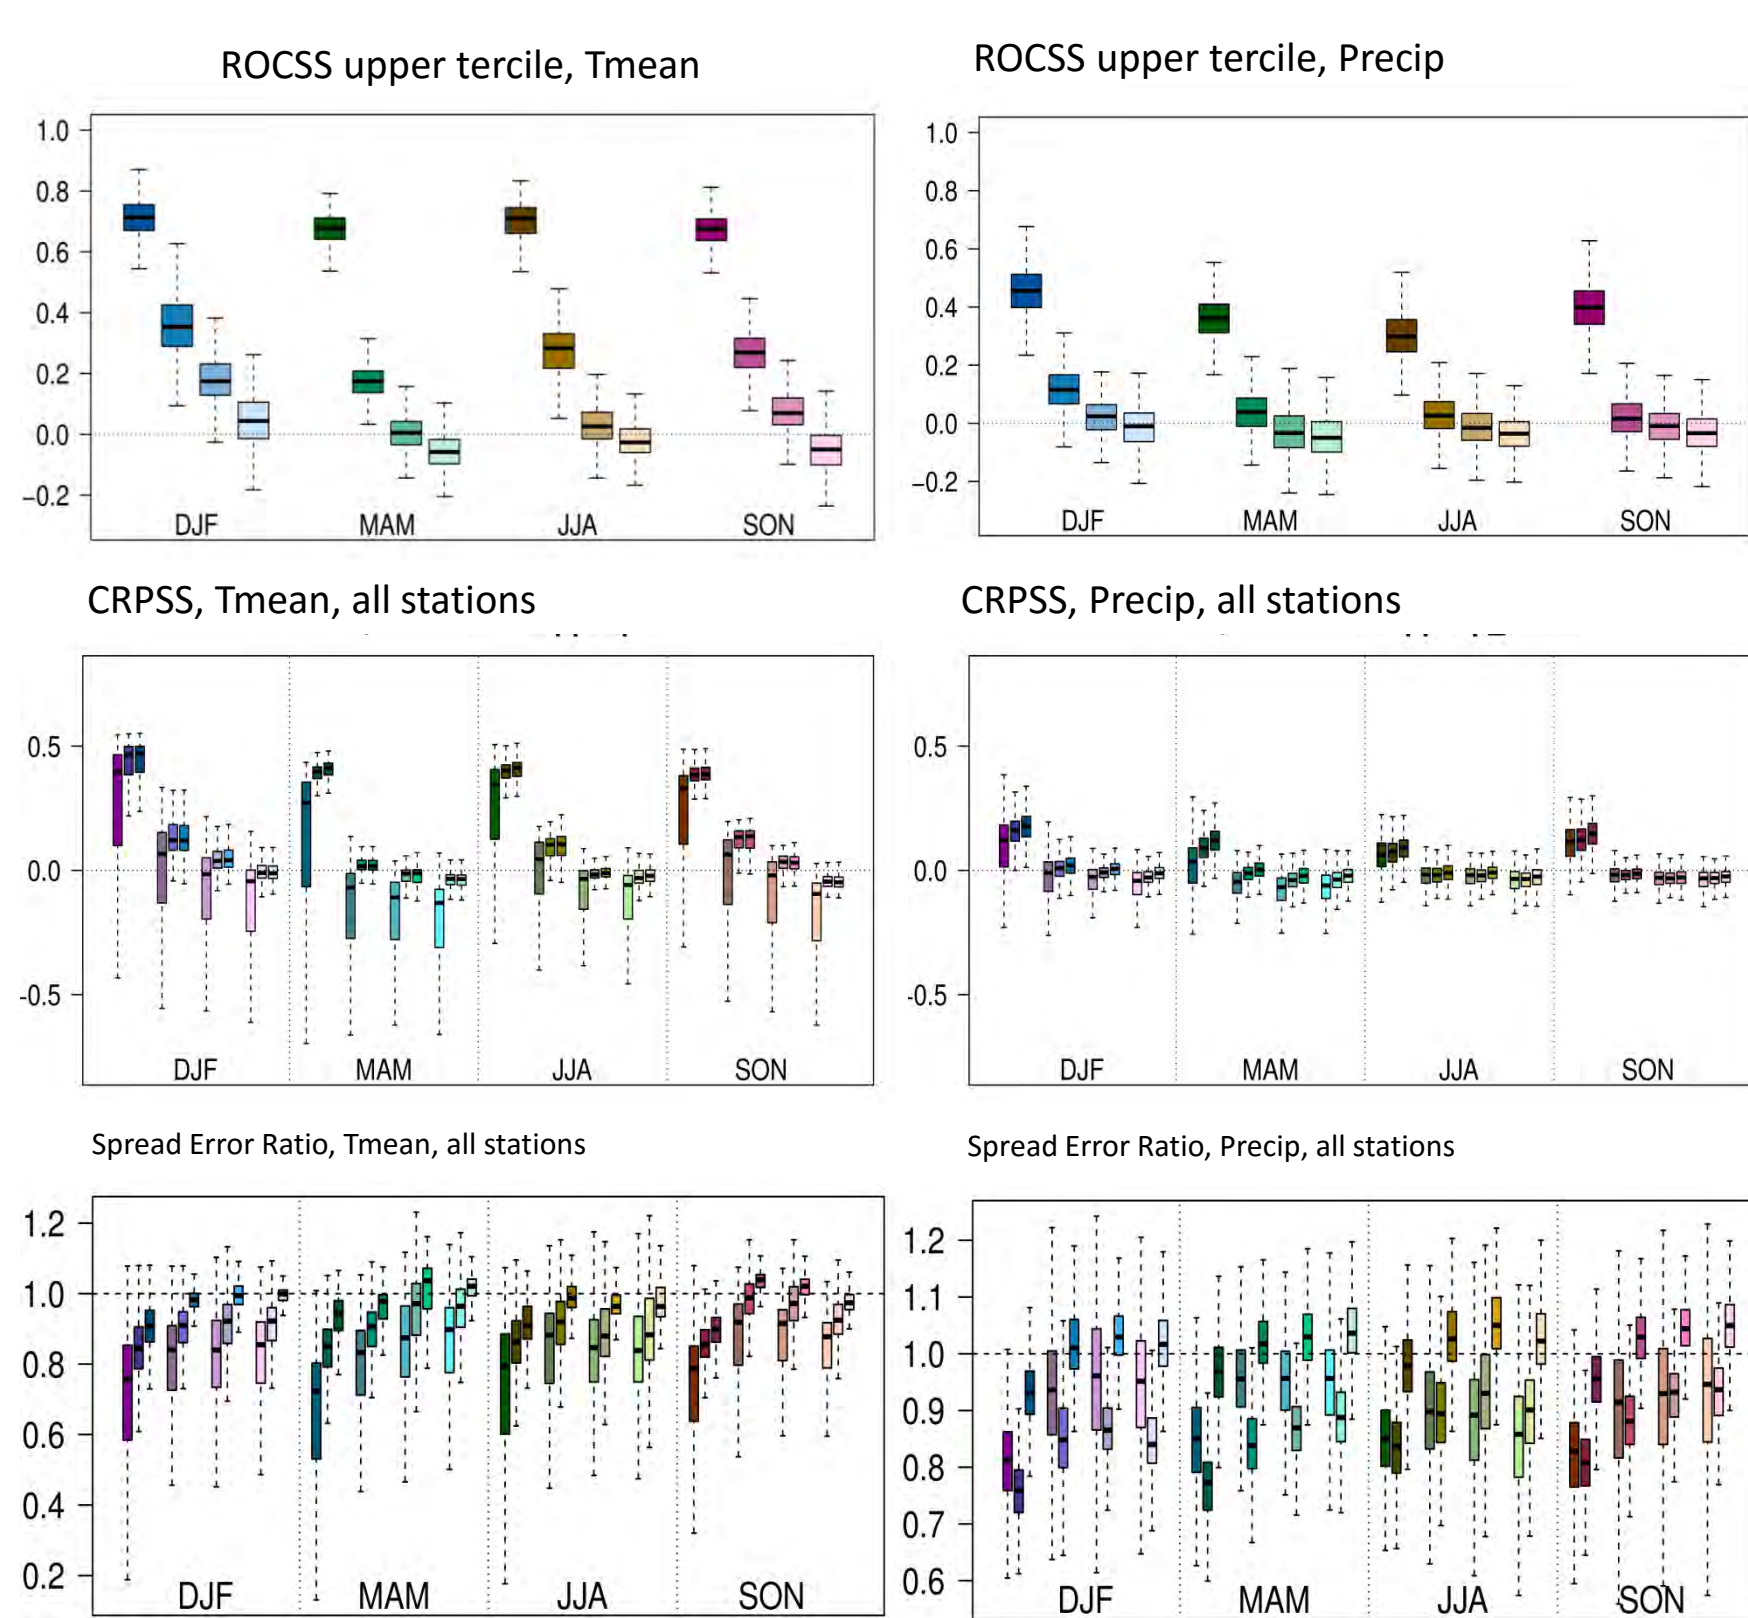 ROCSS upper tercile, Tmean
ROCSS upper tercile, Precip
1.0
0.8
0.6
0.4
0.2
0.0
−0.2
DJF MAM JJA SON
1.0
0.8
0.6
0.4
0.2
0.0
−0.2
DJF MAM JJA SON
CRPSS, Tmean, all stations
CRPSS, Precip, all stations
0.5
0.0
-0.5
DJF MAM JJA SON
0.5
0.0
-0.5
DJF MAM JJA SON
Spread Error Ratio, Tmean, all stations
Spread Error Ratio, Precip, all stations
1.2
1.0
0.8
0.6
0.4
0.2
DJF MAM JJA SON
1.2
1.1
1.0
0.9
0.8
0.7
0.6
DJF MAM JJA SON